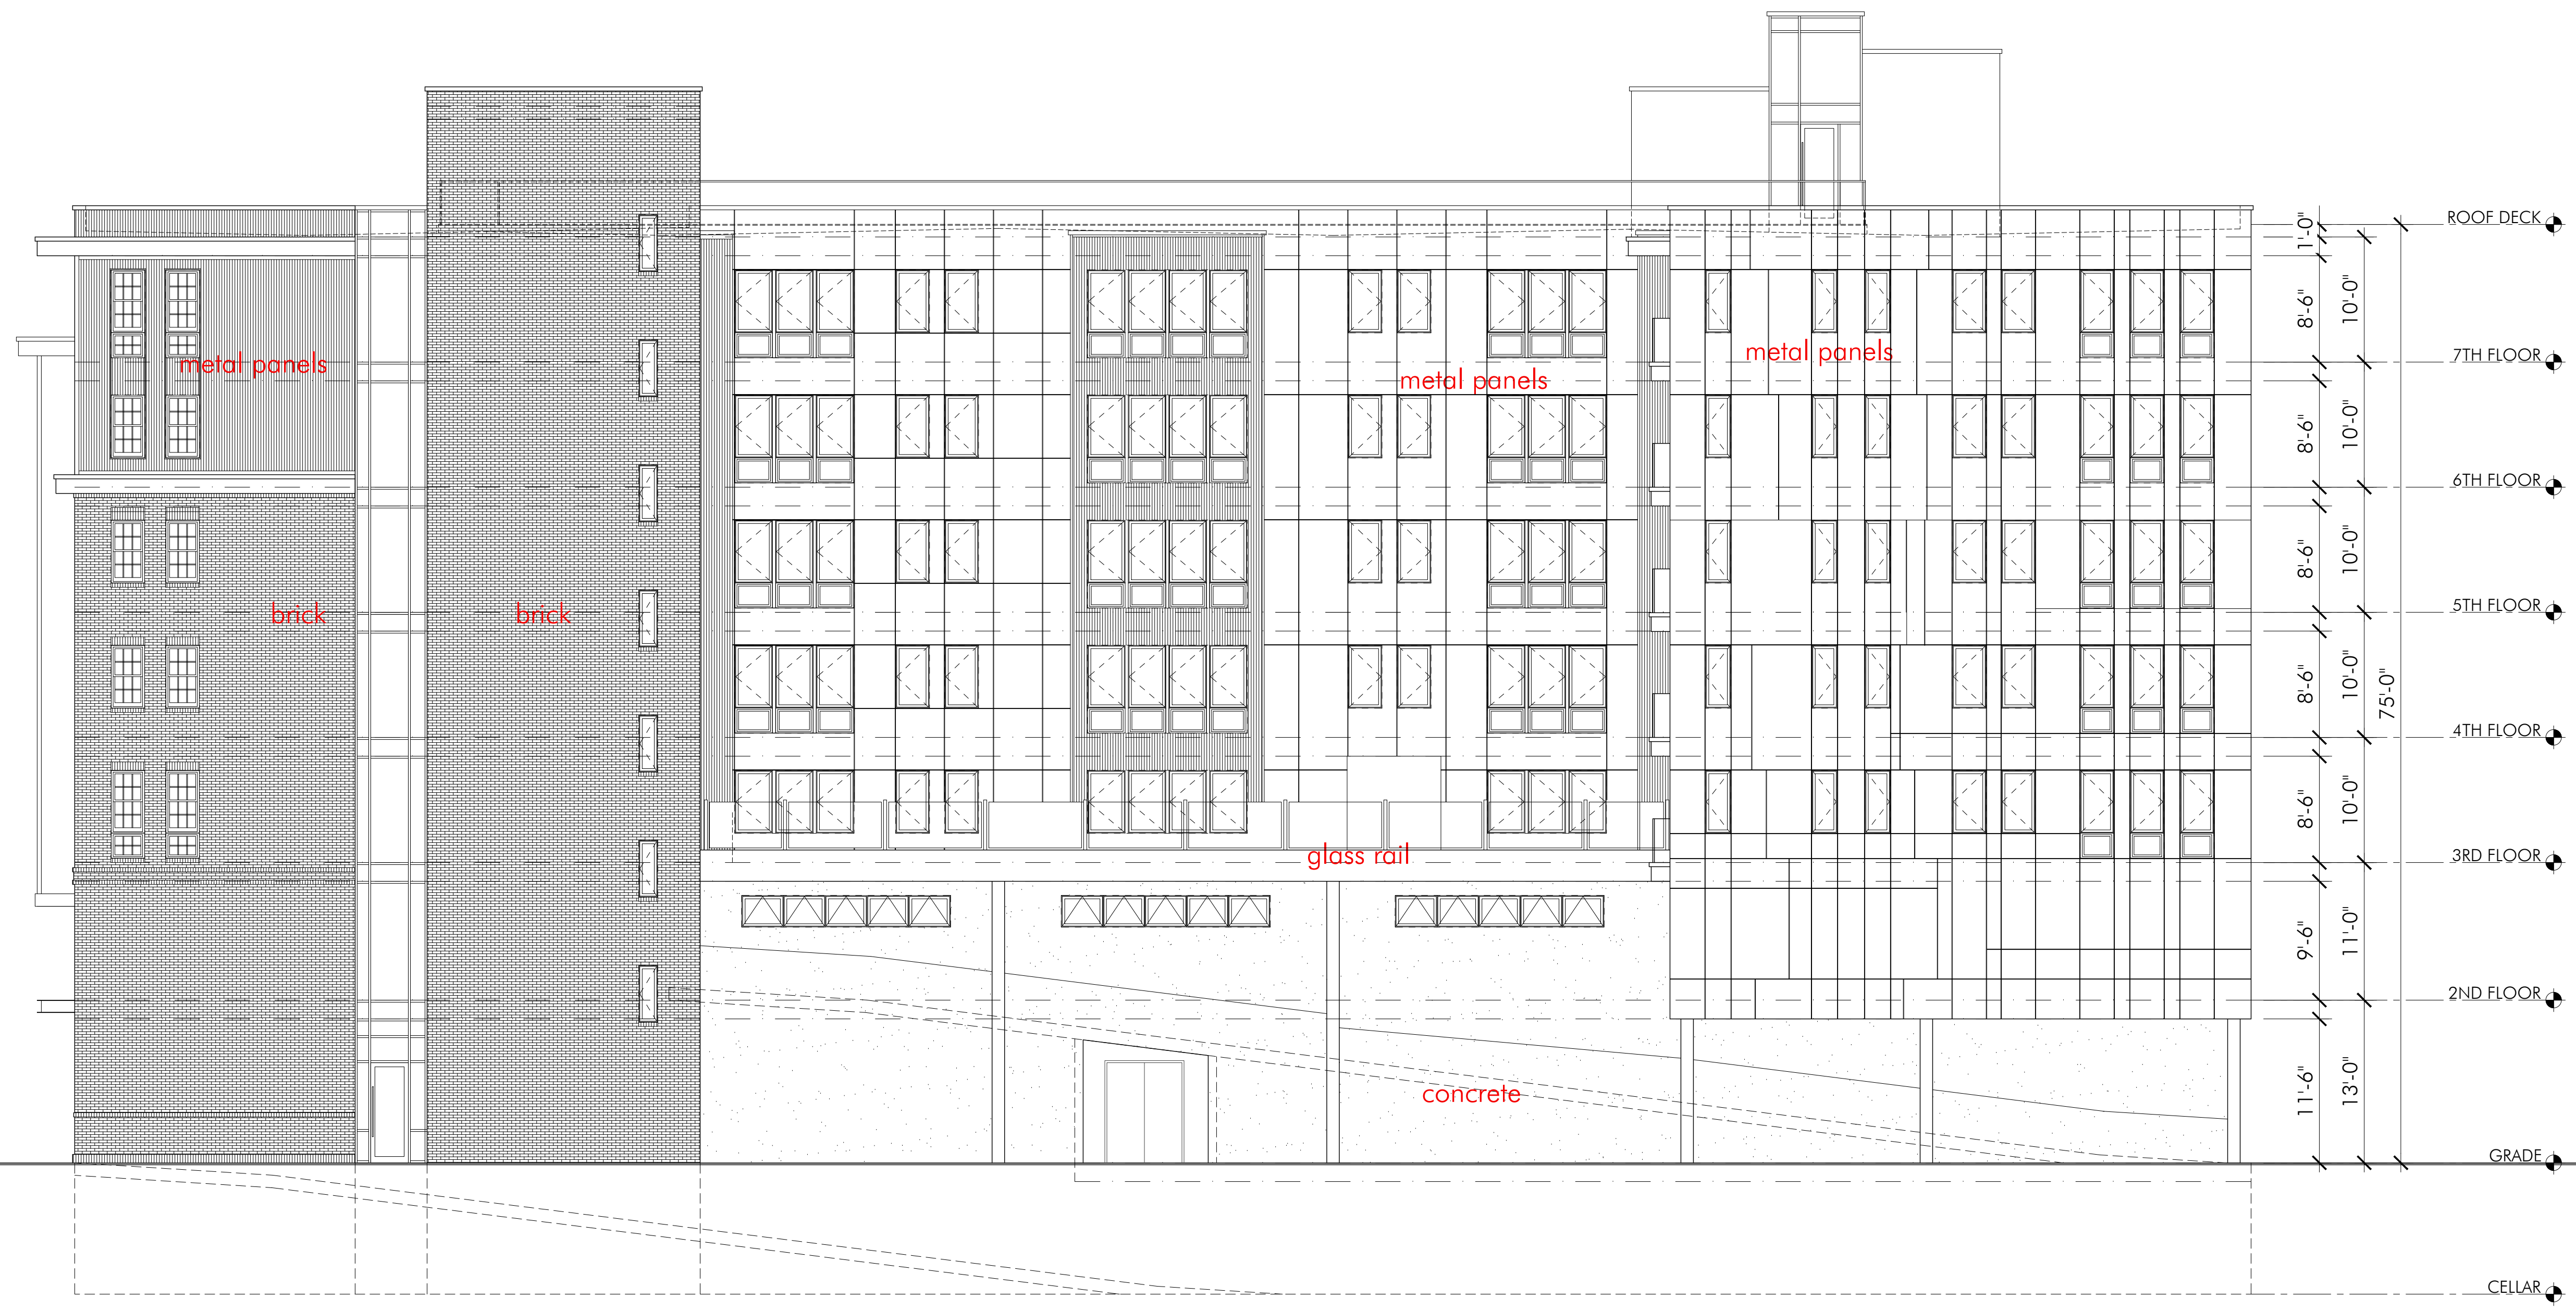 ROOF DECK
1'-0"
8'-6"
10'-0"
metal panels
metal panels
metal panels
7TH FLOOR
8'-6"
10'-0"
6TH FLOOR
8'-6"
10'-0"
brick
brick
5TH FLOOR
8'-6"
10'-0"
75'-0"
4TH FLOOR
8'-6"
10'-0"
glass rail
3RD FLOOR
9'-6"
11'-0"
2ND FLOOR
11'-6"
13'-0"
concrete
GRADE
CELLAR